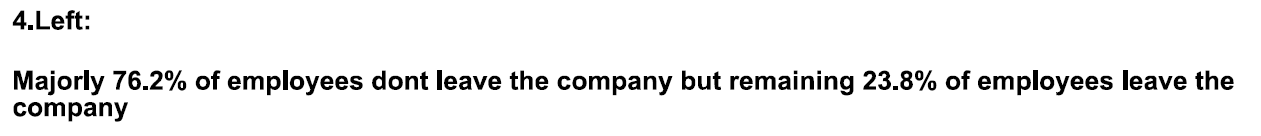 4.Left:
Majorly 76.2% of employees dont leave the company but remaining 23.8% of employees leave the
company